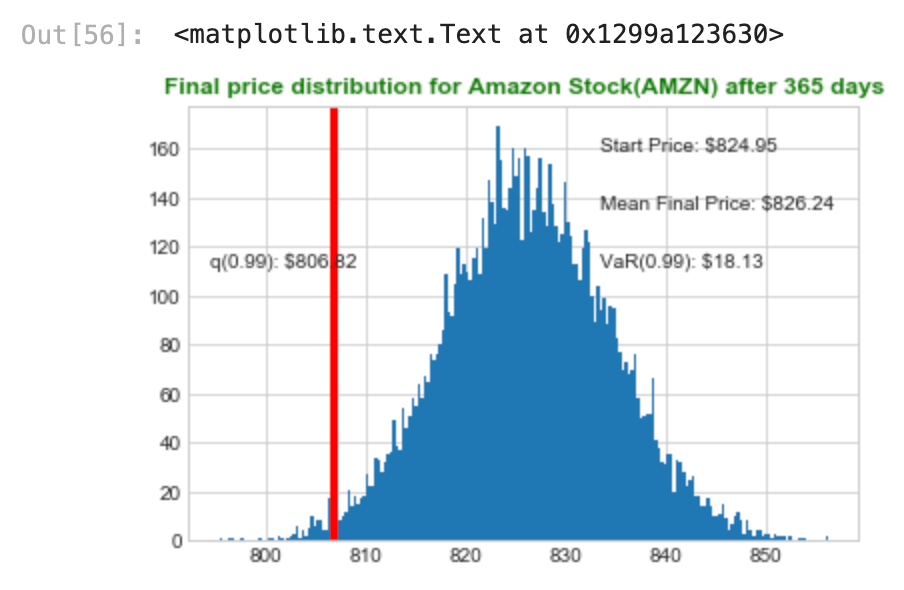 Out[56]: <matplotlib.text.Text at 0x1299a123630>
Final price distribution for Amazon Stock(AMZN) after 365 days
160
140
120
100
80
60
40
20
0
Start Price: $824.95
Mean Final Price: $826.24
q(0.99): $806.82
VaR(0.99): $18.13
800 810 820 830 840 850